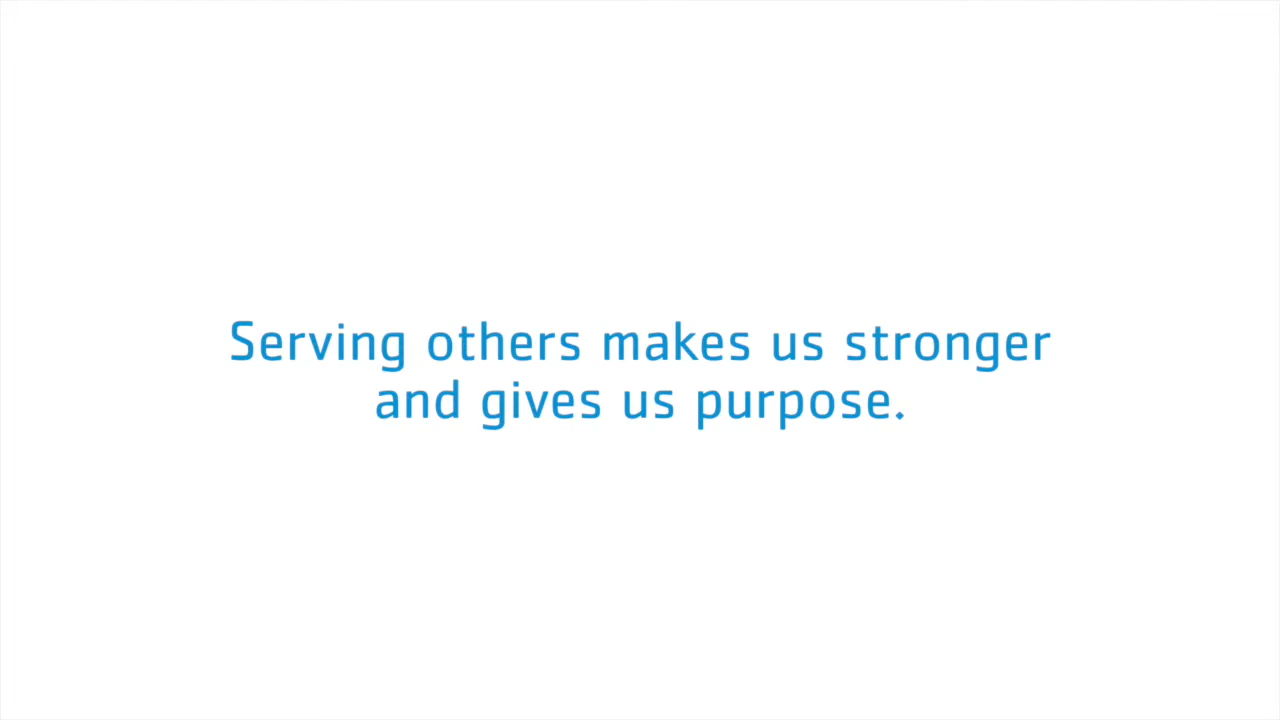 Serving others makes us stronger
and gives us purpose.